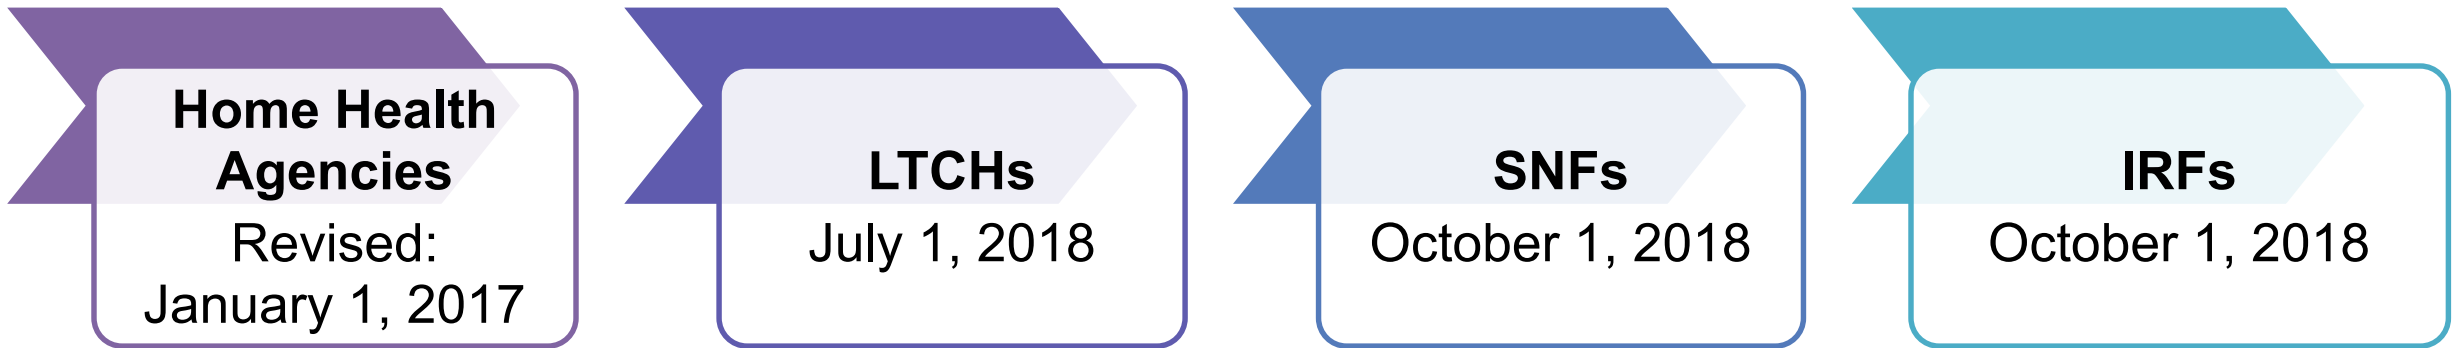 Home Health
Agencies
Revised:
January 1, 2017
LTCHs
July 1, 2018
SNFs
October 1, 2018
IRFs
October 1, 2018